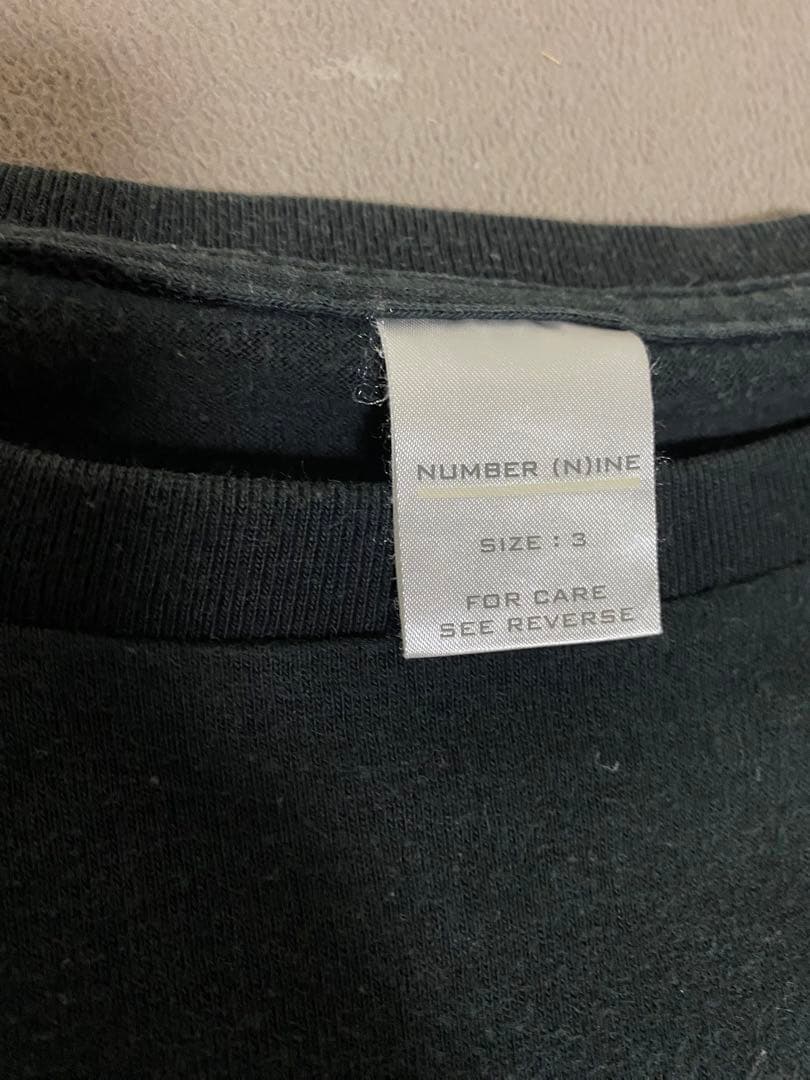 NUMBER (N)INE
SIZE : 3
FOR CARE
SEE REVERSE